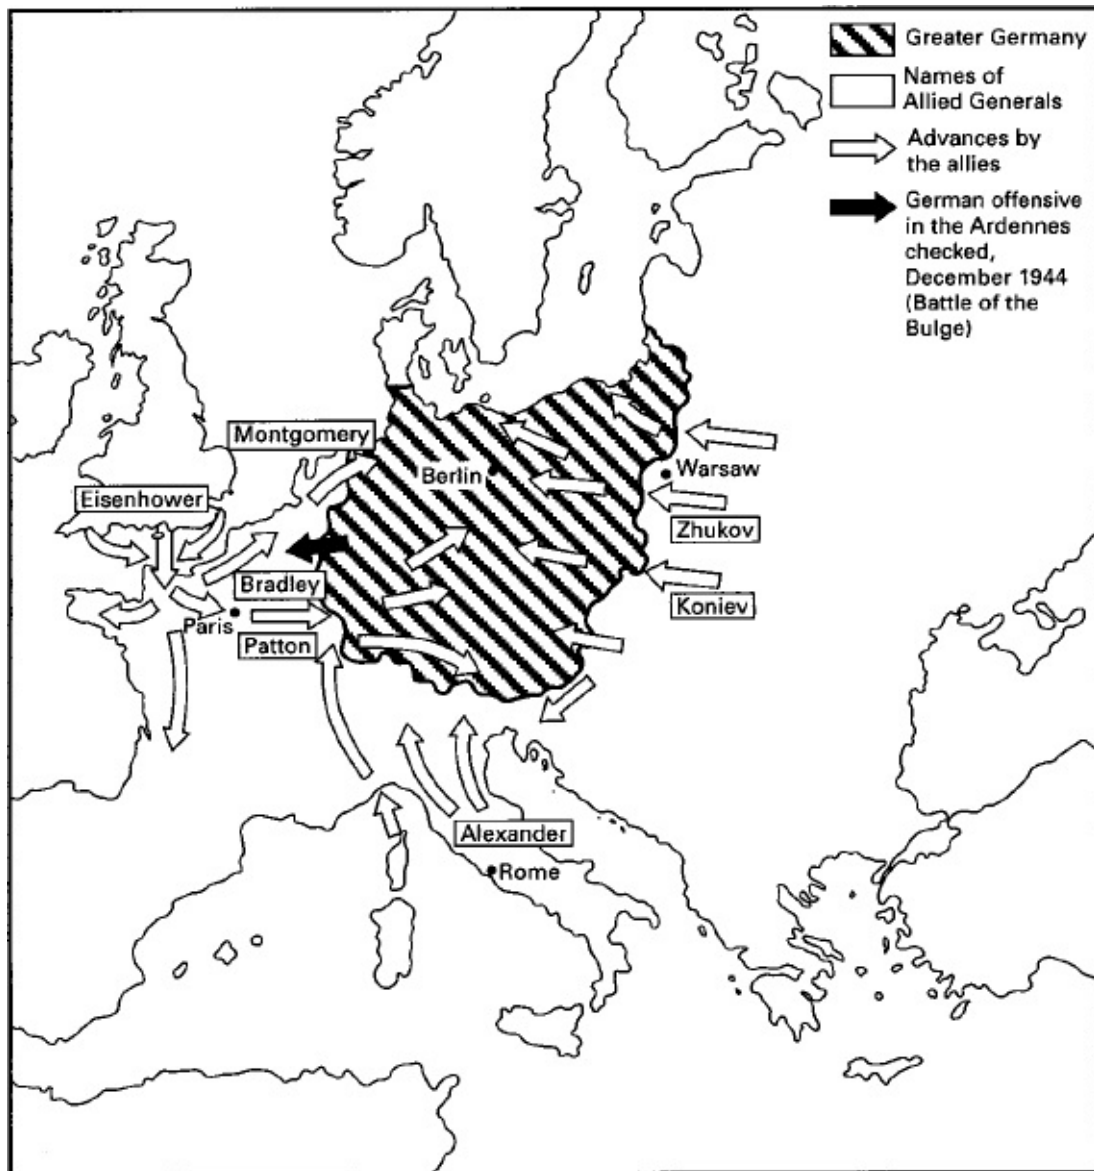 Greater Germany
Names of
Allied Generals
Advances by
the allies
German offensive
in the Ardennes
checked,
December 1944
(Battle of the
Bulge)
Montgomery
Berlin
Warsaw
Eisenhower
Zhukov
Bradley
Koniev
Paris
Patton
Alexander
Rome